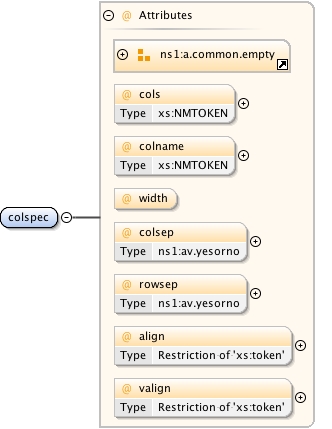 @ Attributes
ns1:a.common.empty
@ cols
Type xs:NMTOKEN
@ colname
Type xs:NMTOKEN
@ width
colspec
@ colsep
Type ns1:av.yesorno
@ rowsep
Type ns1:av.yesorno
@ align
Type Restriction of 'xs:token'
@ valign
Type Restriction of 'xs:token'